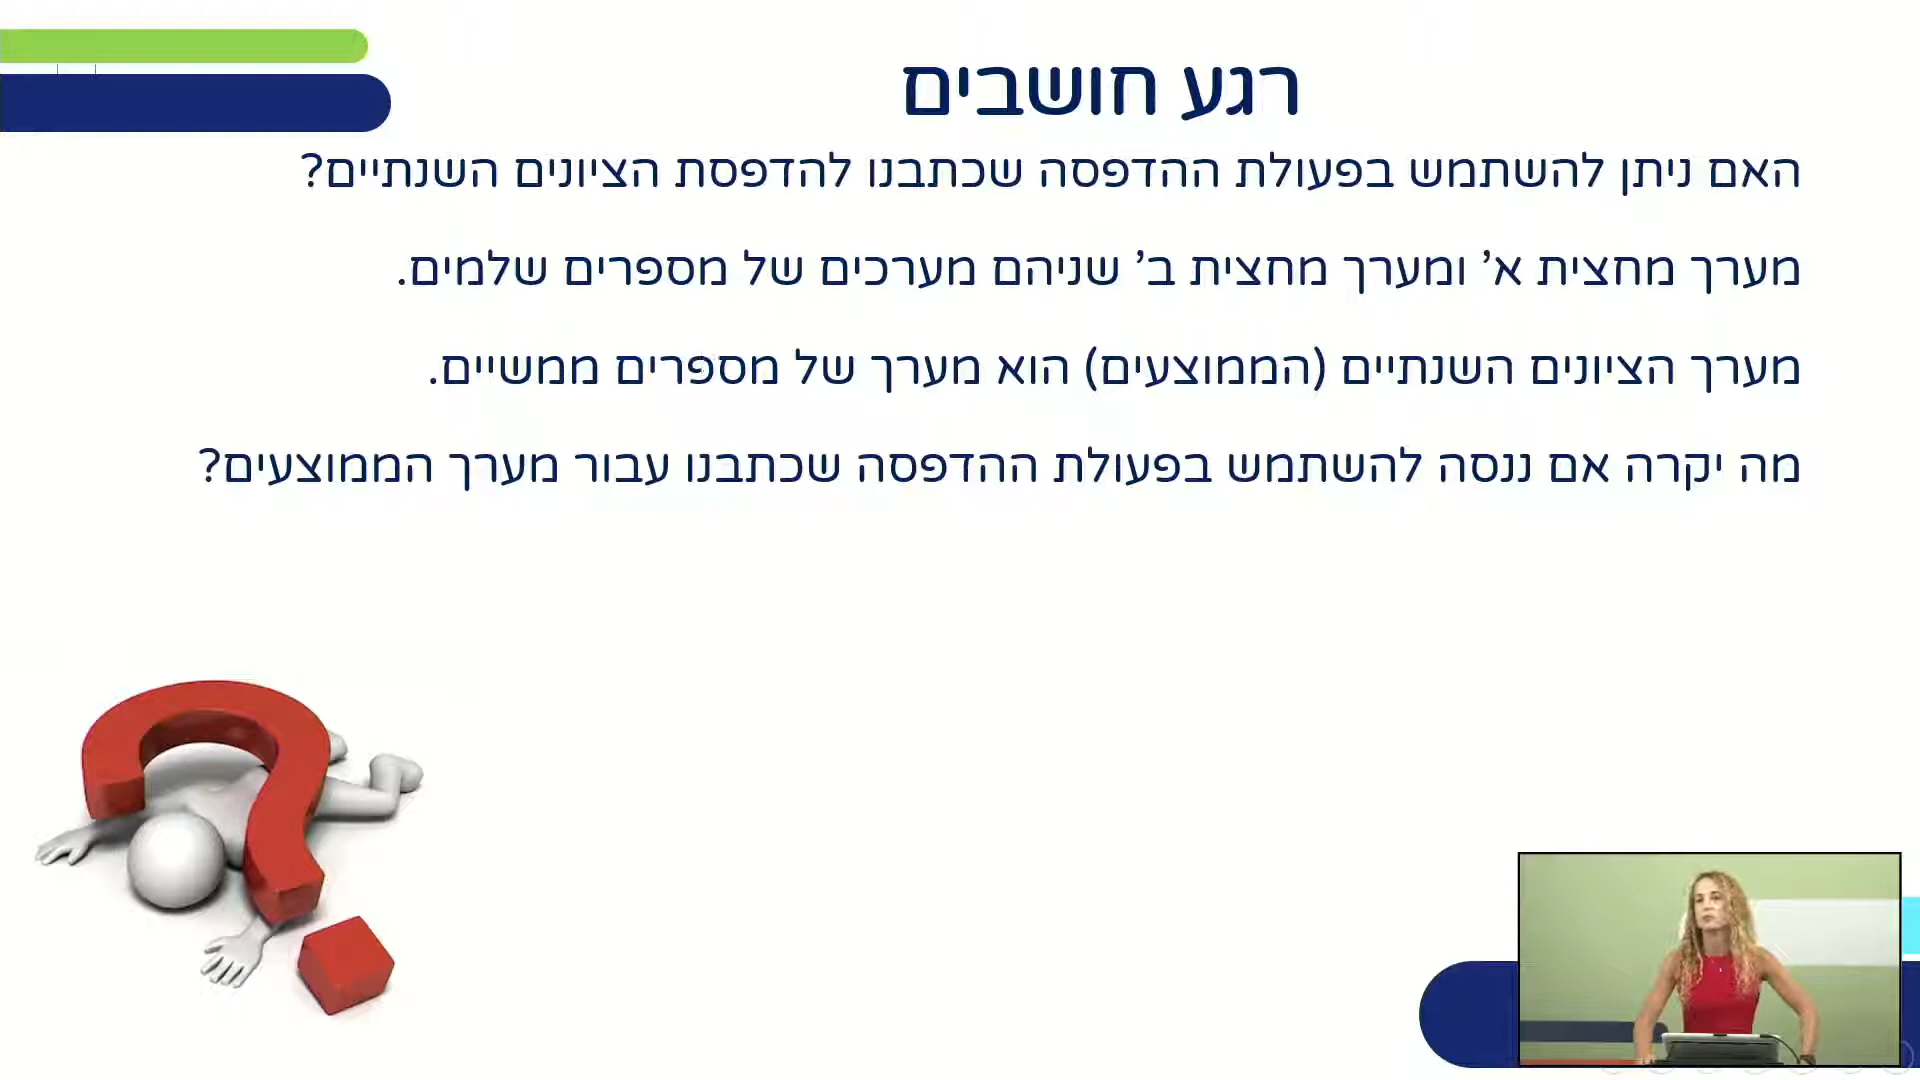 רגע חושבים
האם ניתן להשתמש בפעולת ההדפסה שכתבנו להדפסת הציונים השנתיים?
מערך מחצית א' ומערך מחצית ב' שניהם מערכים של מספרים שלמים.
מערך הציונים השנתיים (הממוצעים) הוא מערך של מספרים ממשיים.
מה יקרה אם ננסה להשתמש בפעולת ההדפסה שכתבנו עבור מערך הממוצעים?